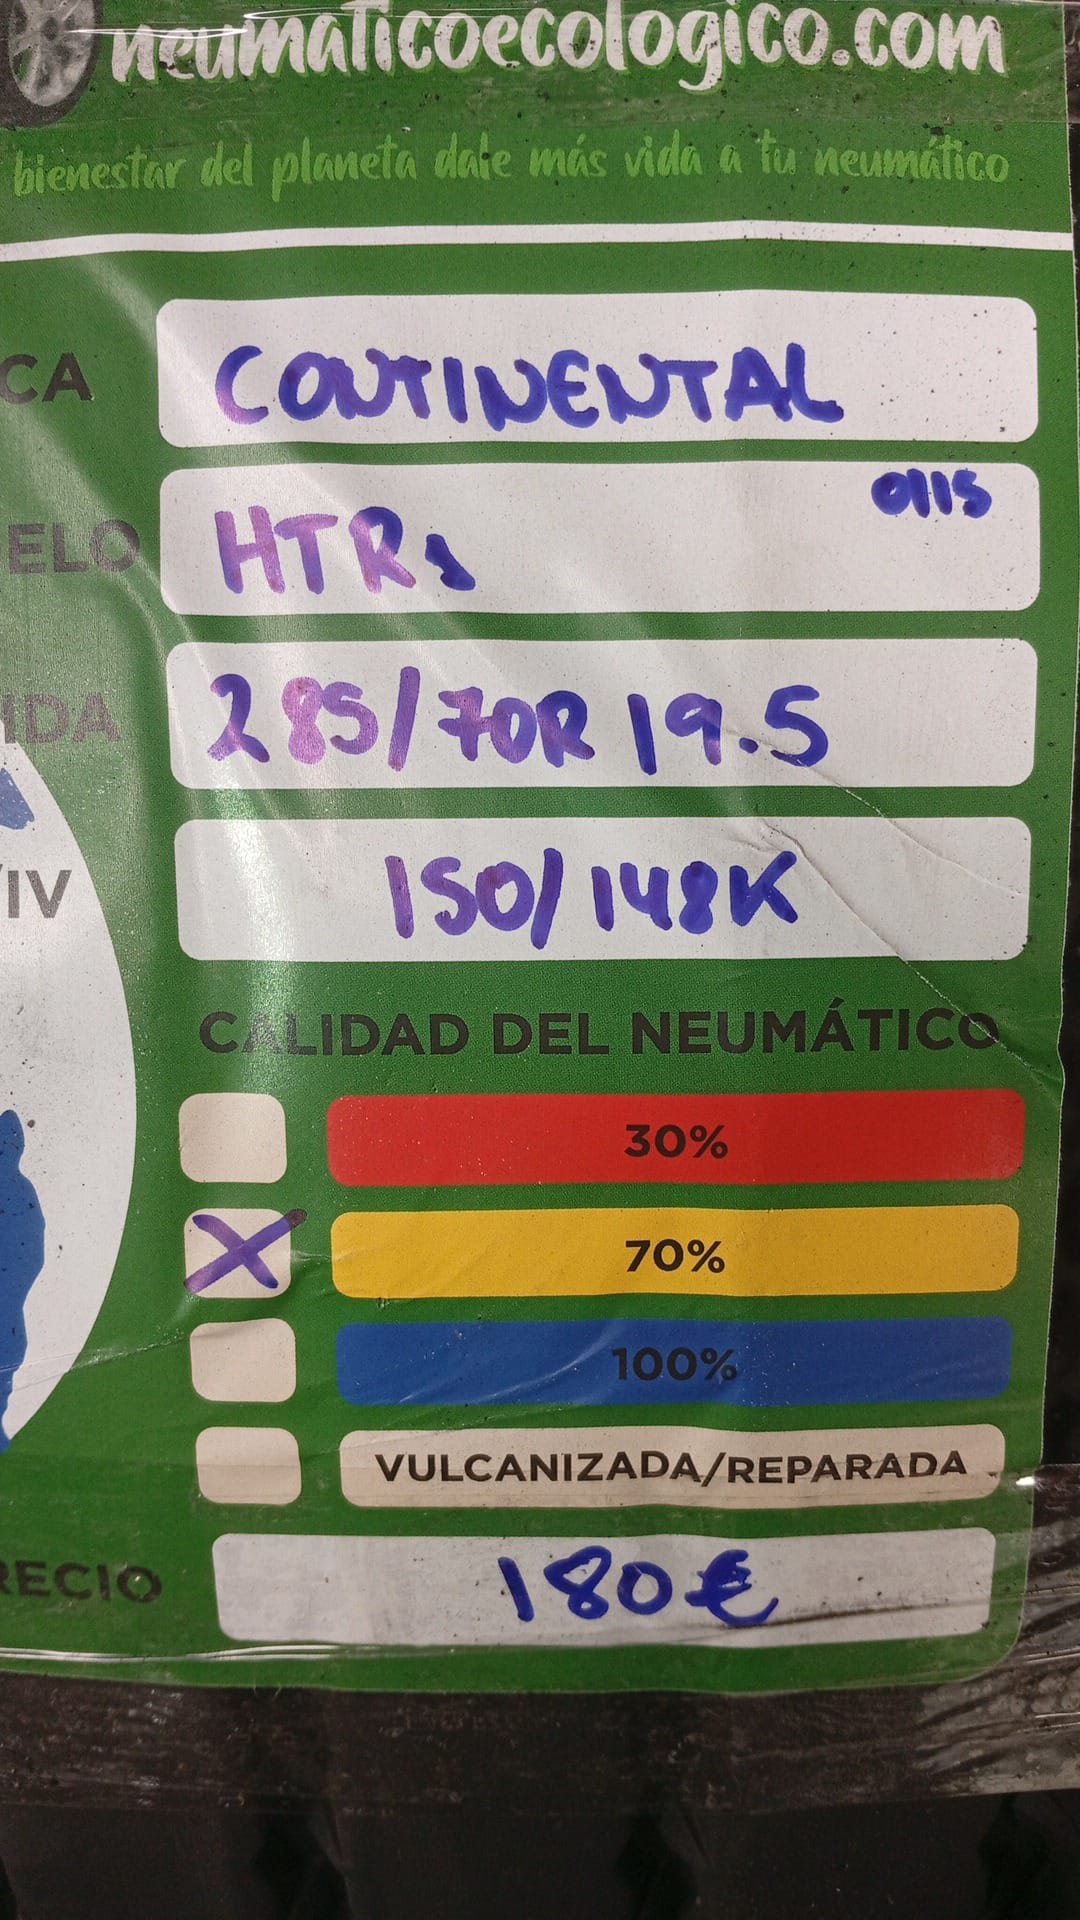 neumaticoecologico.com
bienestar del planeta dale más vida a tu neumático
CA CONTINENTAL
ELO HTR1 0115
IDA 285/70R 19.5
/IV 150/148K
CALIDAD DEL NEUMÁTICO
30%
X 70%
100%
VULCANIZADA/REPARADA
RECIO 180€